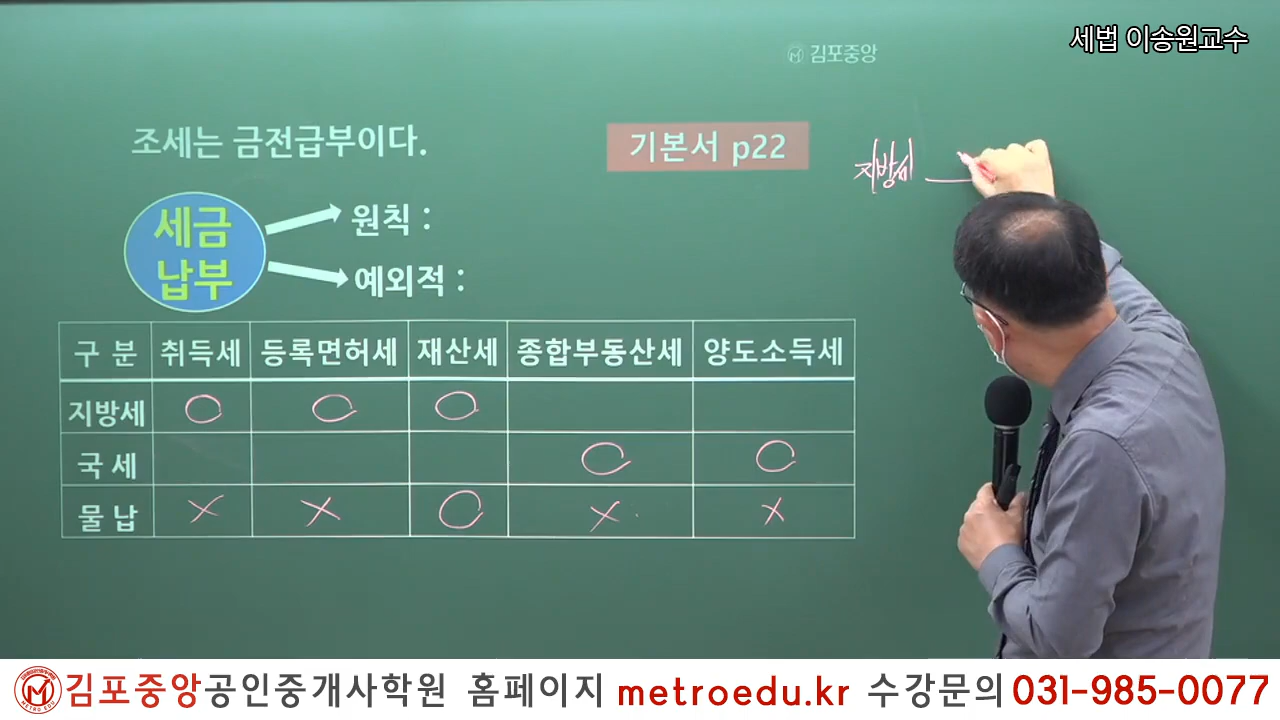 세법 이송원교수
김포중앙
조세는 금전급부이다.
기본서 p22
지방세
세금
납부
원칙 :
예외적 :
구 분 취득세 등록면허세 재산세 종합부동산세 양도소득세
지방세 ○ ○ ○
국 세 ○ ○
물 납 × × ○ × ×
METRO EDU
김포중앙공인중개사학원 홈페이지 metroedu.kr 수강문의 031-985-0077